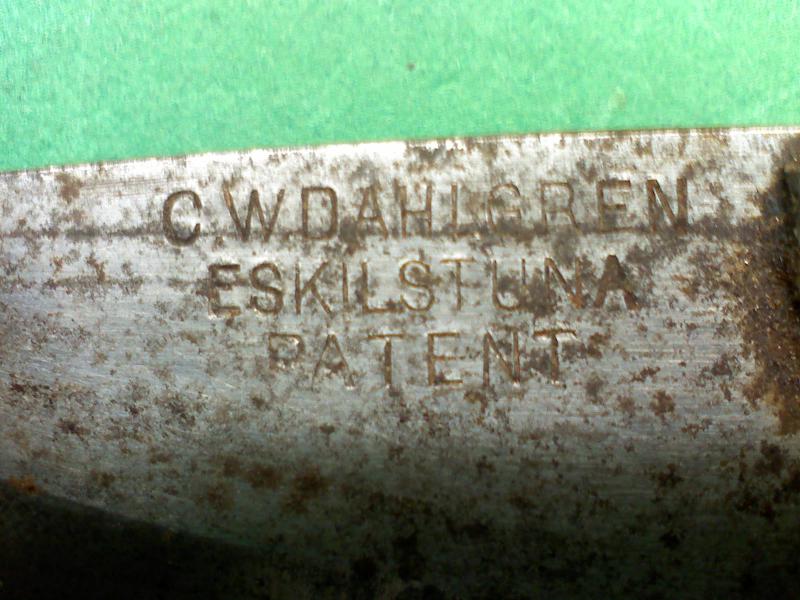 C W DAHLGREN
ESKILSTUNA
PATENT